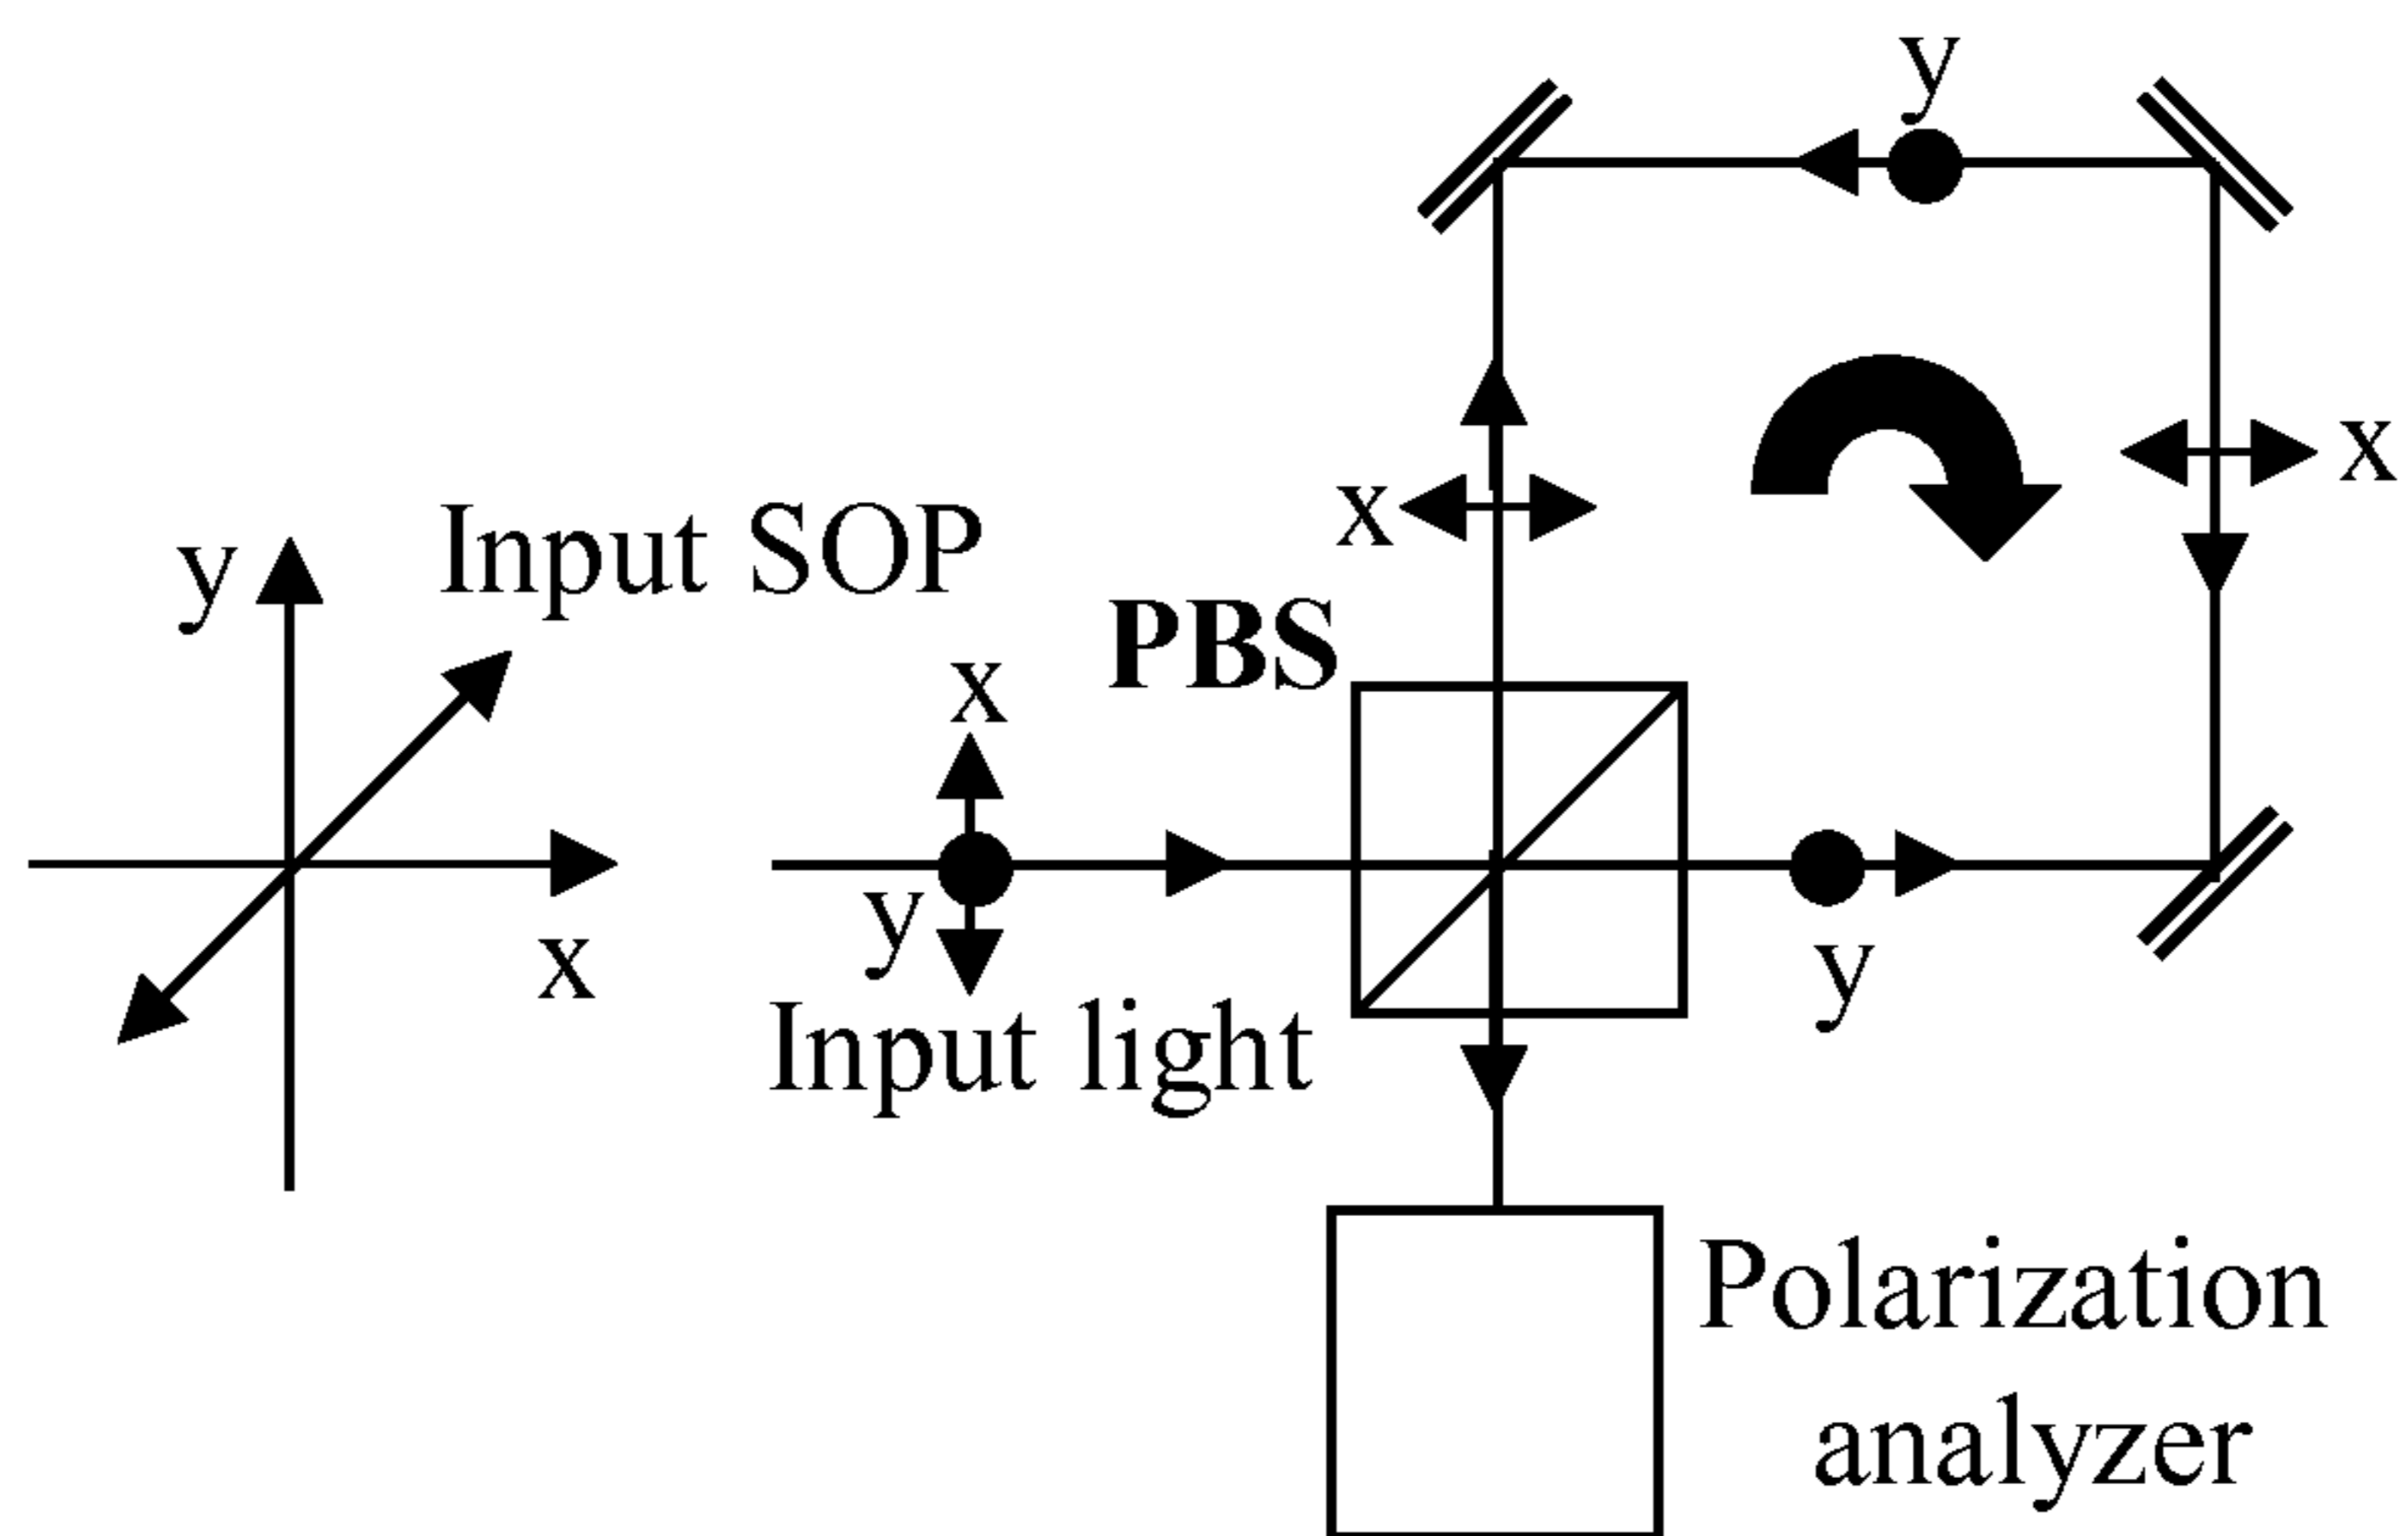 y
y
Input SOP
x
x
PBS
x
x
y
Input light
y
x
Polarization
analyzer